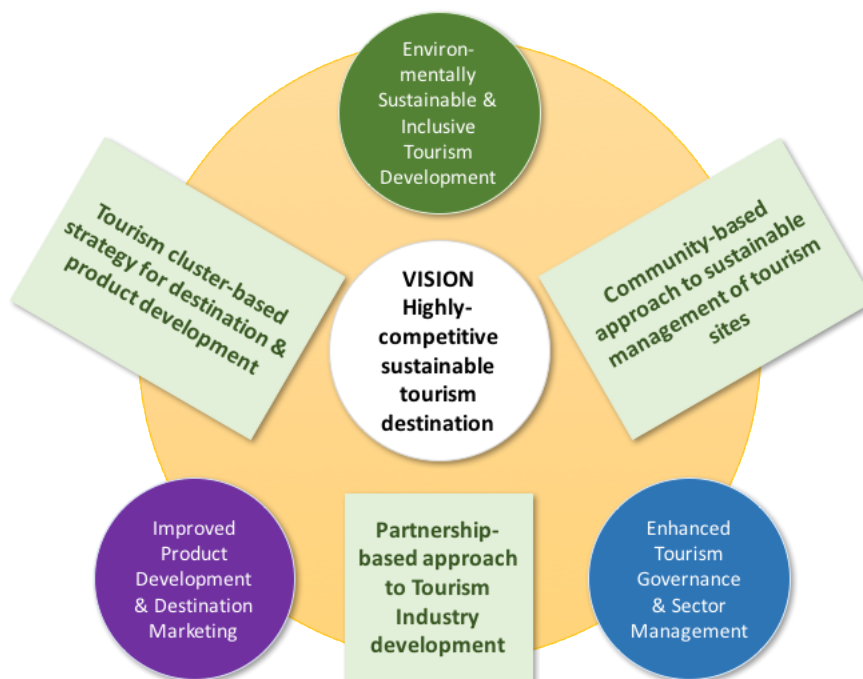 Environ-
mentally
Sustainable &
Inclusive
Tourism
Development
Tourism cluster-based
strategy for destination &
product development
Community-based
approach to sustainable
management of tourism
sites
VISION
Highly-
competitive
sustainable
tourism
destination
Improved
Product
Development
& Destination
Marketing
Partnership-
based approach
to Tourism
Industry
development
Enhanced
Tourism
Governance
& Sector
Management